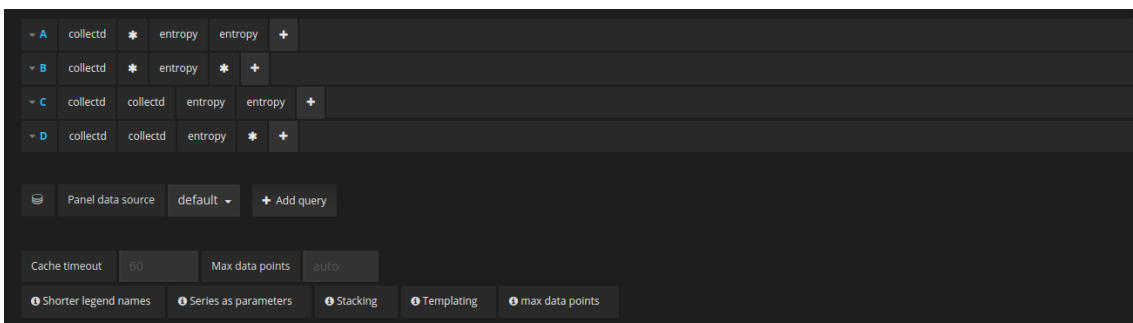 A collectd * entropy entropy +
B collectd * entropy * +
C collectd collectd entropy entropy +
D collectd collectd entropy * +
Panel data source default + Add query
Cache timeout 60 Max data points auto
Shorter legend names Series as parameters Stacking Templating max data points